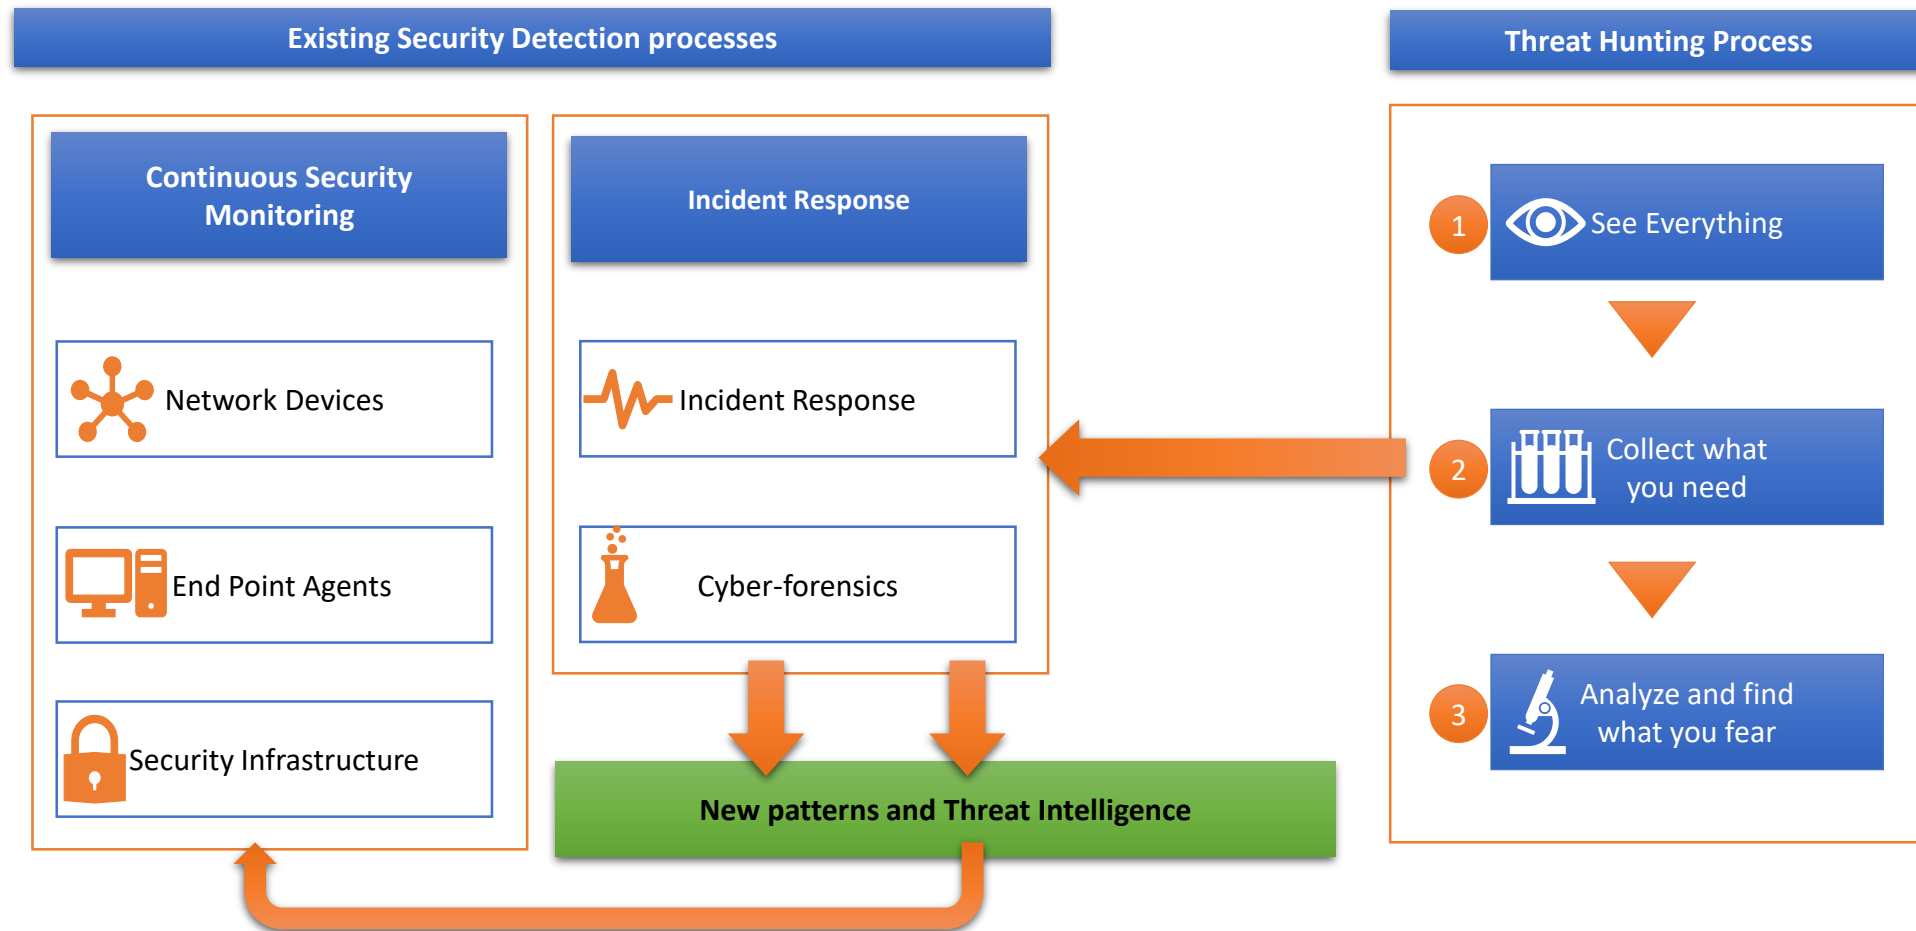 Existing Security Detection processes
Threat Hunting Process
Continuous Security
Monitoring
Network Devices
End Point Agents
Security Infrastructure
Incident Response
Incident Response
Cyber-forensics
New patterns and Threat Intelligence
1
See Everything
2
Collect what
you need
3
Analyze and find
what you fear